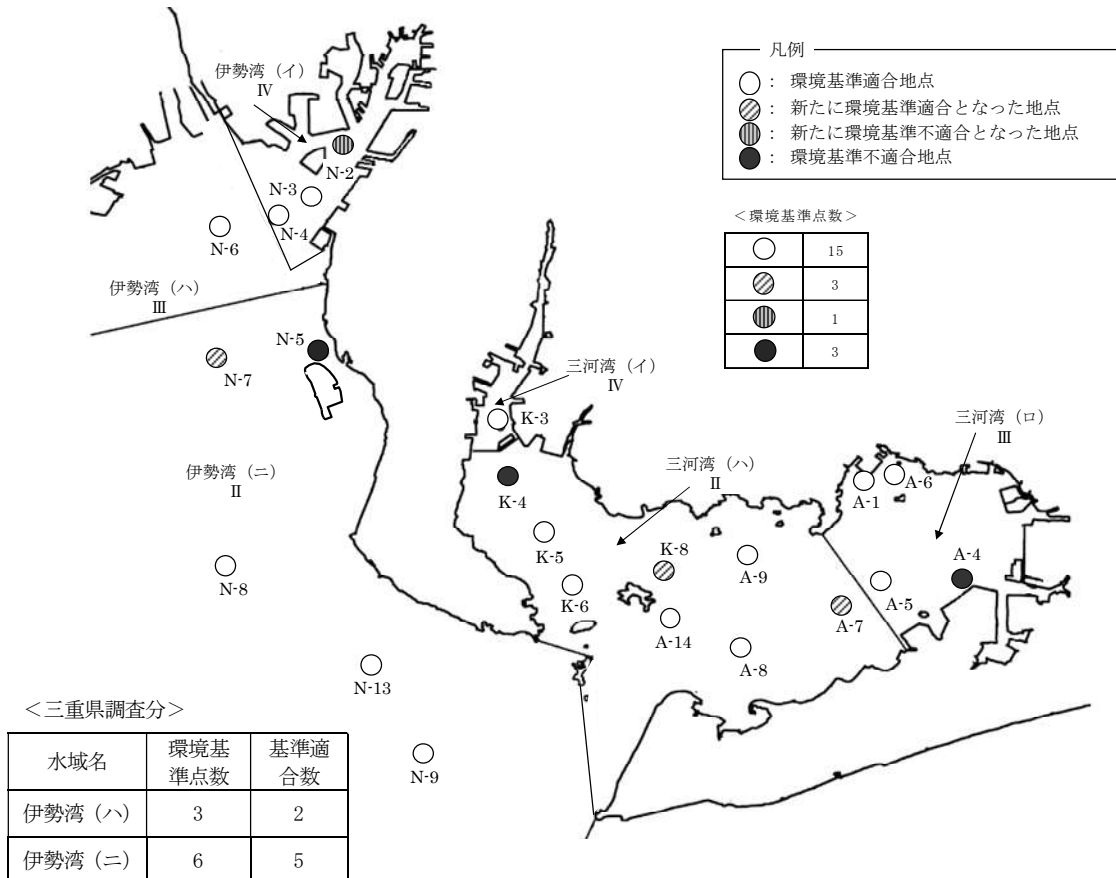 伊勢湾（イ）
Ⅳ
N-2
N-3
N-4
N-6
伊勢湾（ハ）
Ⅲ
N-5
N-7
伊勢湾（ニ）
Ⅱ
N-8
N-13
N-9
三河湾（イ）
Ⅳ
K-3
K-4
K-5
K-6
三河湾（ハ）
Ⅱ
K-8
A-14
A-9
A-8
A-7
三河湾（ロ）
Ⅲ
A-1
A-6
A-4
A-5
凡例
： 環境基準適合地点
： 新たに環境基準適合となった地点
： 新たに環境基準不適合となった地点
： 環境基準不適合地点
＜環境基準点数＞
15
3
1
3
＜三重県調査分＞
水域名 環境基準点数 基準適合数
伊勢湾（ハ） 3 2
伊勢湾（ニ） 6 5